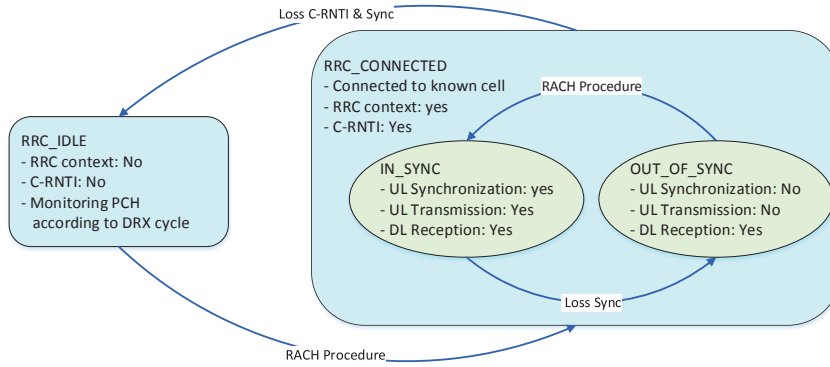 Loss C-RNTI & Sync
RRC_CONNECTED
- Connected to known cell
- RRC context: yes
- C-RNTI: Yes
RACH Procedure
RRC_IDLE
- RRC context: No
- C-RNTI: No
- Monitoring PCH
according to DRX cycle
IN_SYNC
- UL Synchronization: yes
- UL Transmission: Yes
- DL Reception: Yes
OUT_OF_SYNC
- UL Synchronization: No
- UL Transmission: No
- DL Reception: Yes
Loss Sync
RACH Procedure